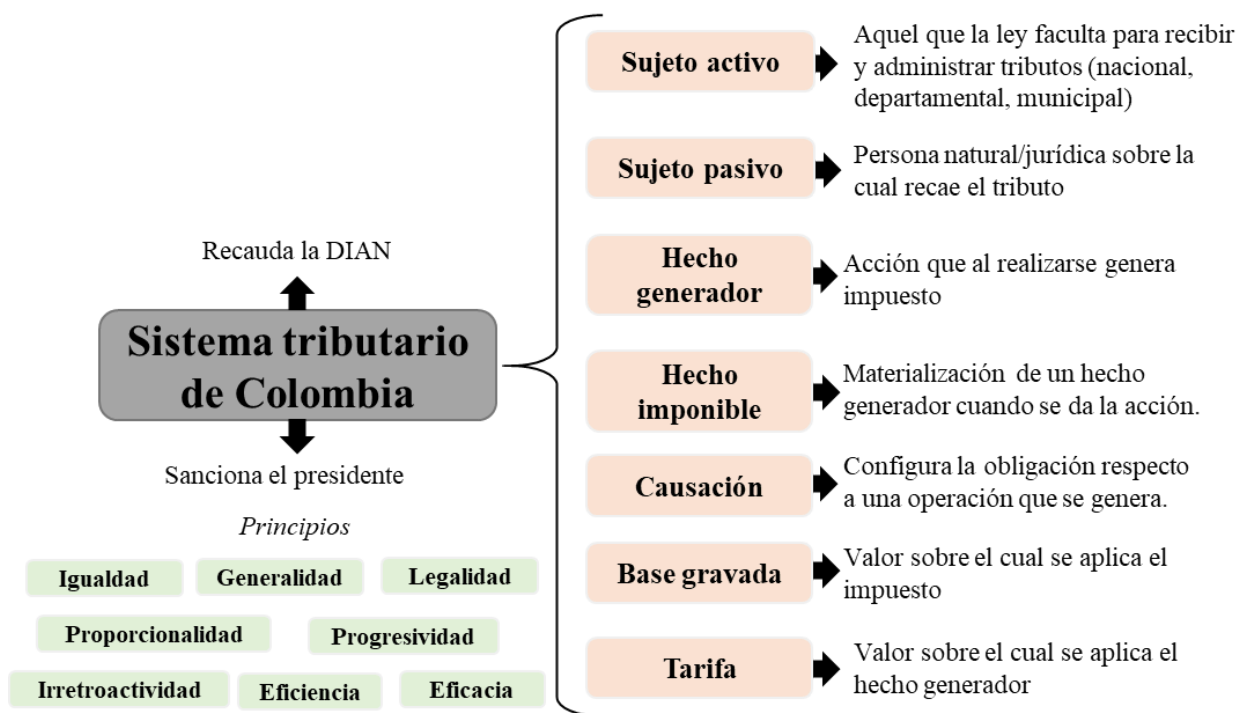 Recauda la DIAN
Sistema tributario
de Colombia
Sanciona el presidente
Principios
Igualdad
Generalidad
Legalidad
Proporcionalidad
Progresividad
Irretroactividad
Eficiencia
Eficacia
Sujeto activo
Aquel que la ley faculta para recibir
y administrar tributos (nacional,
departamental, municipal)
Sujeto pasivo
Persona natural/jurídica sobre la
cual recae el tributo
Hecho
generador
Acción que al realizarse genera
impuesto
Hecho
imponible
Materialización de un hecho
generador cuando se da la acción.
Causación
Configura la obligación respecto
a una operación que se genera.
Base gravada
Valor sobre el cual se aplica el
impuesto
Tarifa
Valor sobre el cual se aplica el
hecho generador